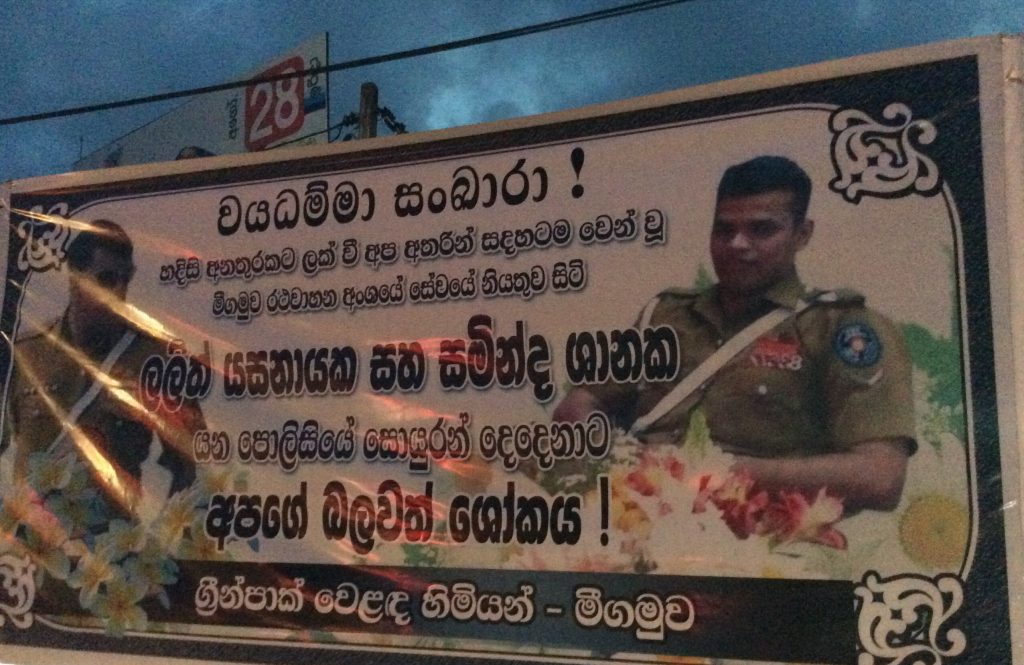 28
වයධම්මා සංඛාරා !
හදිසි අනතුරකට ලක් වී අප අතරින් සදහටම වෙන් වූ
මීගමුව රථවාහන අංශයේ සේවයේ නියතුව සිටි
ලලිත් යසනායක සහ සමින්ද ශානක
යන පොලිසියේ සොයුරන් දෙදෙනාට
අපගේ බලවත් ශෝකය !
ග්‍රීන්පාක් වෙළඳ හිමියන් - මීගමුව